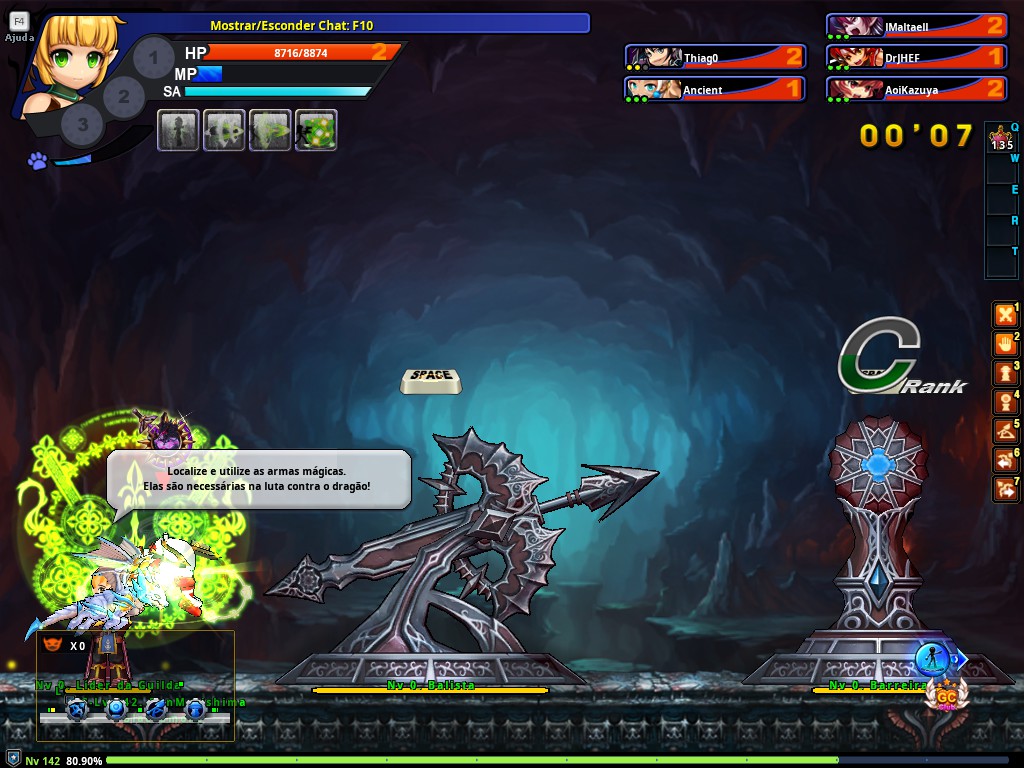 F4
Ajuda
Mostrar/Esconder Chat: F10
HP 8716/8874 2
MP
SA
1
2
3
lMaltaell 2
Thiag0 2
DrJHEF 1
Ancient 1
AoiKazuya 2
00'07
Q
135
W
E
R
T
1
2
3
4
5
6
7
SPACE
C Rank
Localize e utilize as armas mágicas.
Elas são necessárias na luta contra o dragão!
X0
Nv 0. Líder da Guilda
Nv 0. Balista
Nv 0. Barreira
GC
Nv 142 80.90%